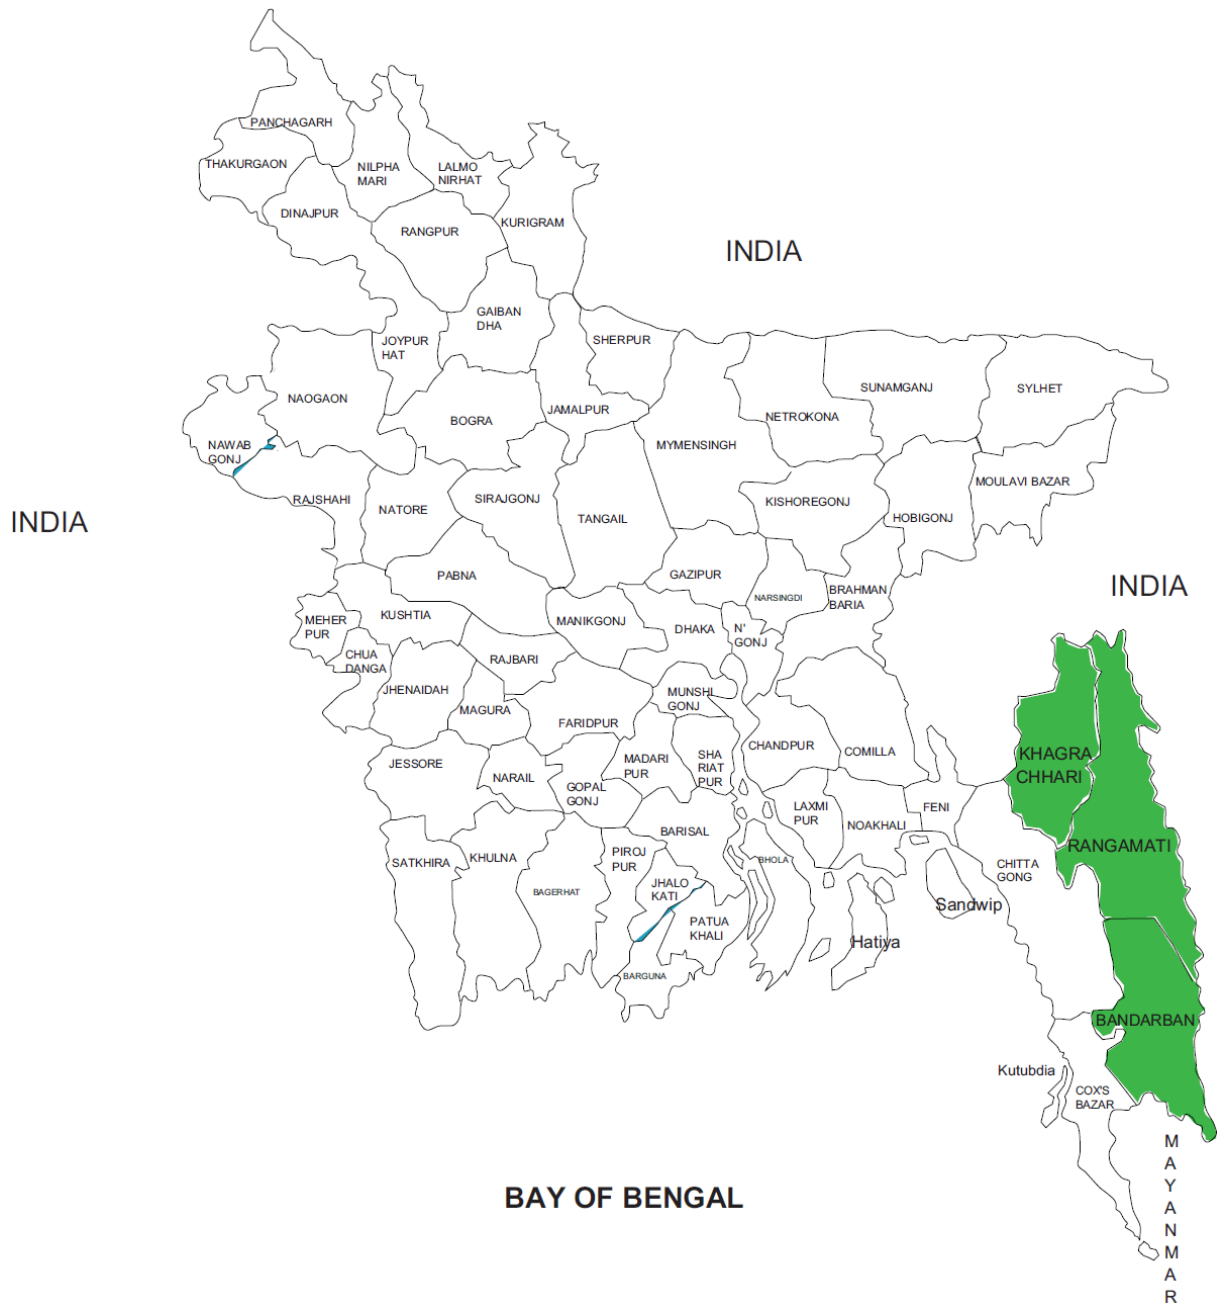 PANCHAGARH
THAKURGAON
NILPHA
MARI
LALMO
NIRHAT
DINAJPUR
RANGPUR
KURIGRAM
INDIA
GAIBAN
DHA
JOYPUR
HAT
SHERPUR
NAOGAON
BOGRA
JAMALPUR
SUNAMGANJ
SYLHET
NETROKONA
NAWAB
GONJ
MYMENSINGH
RAJSHAHI
NATORE
SIRAJGONJ
TANGAIL
KISHOREGONJ
HOBIGONJ
MOULAVI BAZAR
INDIA
PABNA
GAZIPUR
NARSINGDI
BRAHMAN
BARIA
INDIA
MEHER
PUR
KUSHTIA
MANIKGONJ
DHAKA
N'
GONJ
CHUA
DANGA
RAJBARI
JHENAIDAH
MAGURA
FARIDPUR
MUNSHI
GONJ
JESSORE
NARAIL
GOPAL
GONJ
MADARI
PUR
SHA
RIAT
PUR
CHANDPUR
COMILLA
KHAGRA
CHHARI
LAXMI
PUR
NOAKHALI
FENI
BARISAL
RANGAMATI
SATKHIRA
KHULNA
BAGERHAT
PIROJ
PUR
JHALO
KATI
BHOLA
CHITTA
GONG
PATUA
KHALI
Sandwip
Hatiya
BARGUNA
BANDARBAN
Kutubdia
COX'S
BAZAR
BAY OF BENGAL
M
A
Y
A
N
M
A
R